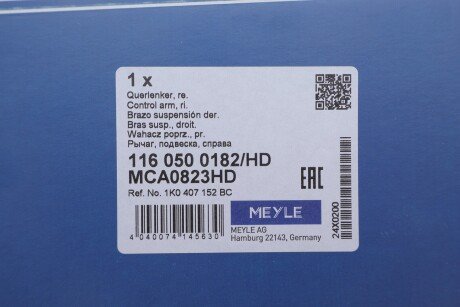 1 x
Querlenker, re.
Control arm, ri.
Brazo suspensión der.
Bras susp., droit.
Wahacz poprz., pr.
Рычаг, подвеска, справа
116 050 0182/HD
MCA0823HD
Ref. No. 1K0 407 152 BC
EAC
MEYLE
MEYLE AG
Hamburg 22143, Germany
4 040074 145630
24X0200